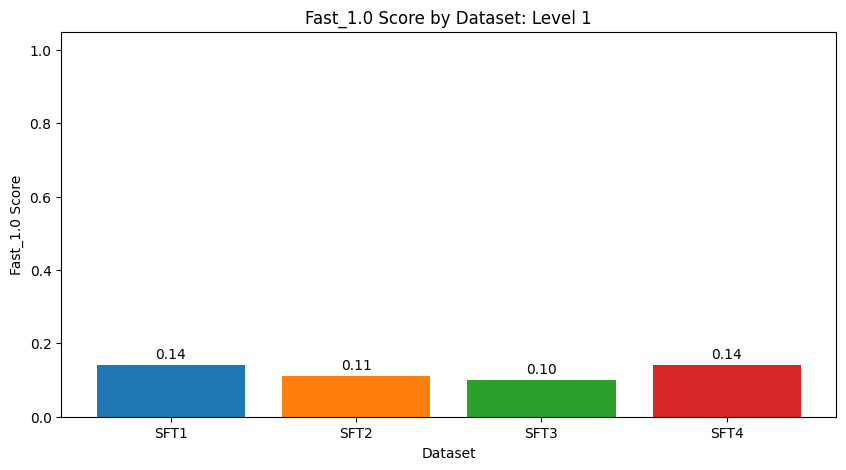 Fast_1.0 Score by Dataset: Level 1
Fast_1.0 Score
1.0
0.8
0.6
0.4
0.2
0.0
0.14
0.11
0.10
0.14
SFT1
SFT2
SFT3
SFT4
Dataset